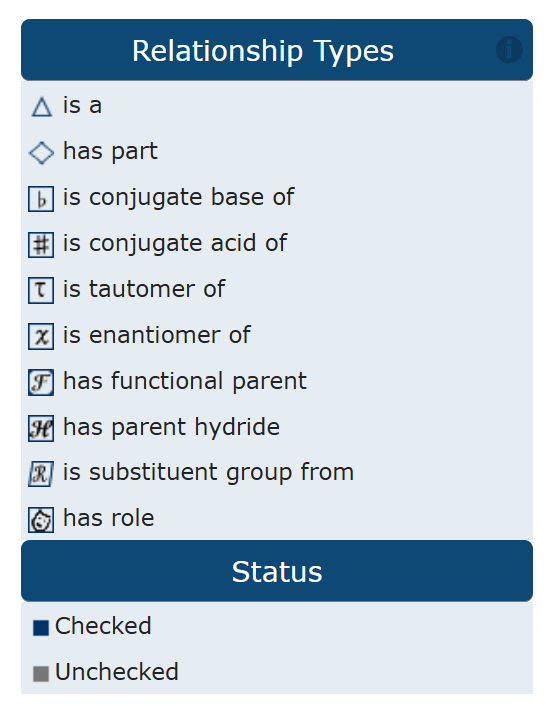 Relationship Types
is a
has part
♭ is conjugate base of
# is conjugate acid of
τ is tautomer of
χ is enantiomer of
ℱ has functional parent
ℋ has parent hydride
ℛ is substituent group from
has role
Status
Checked
Unchecked